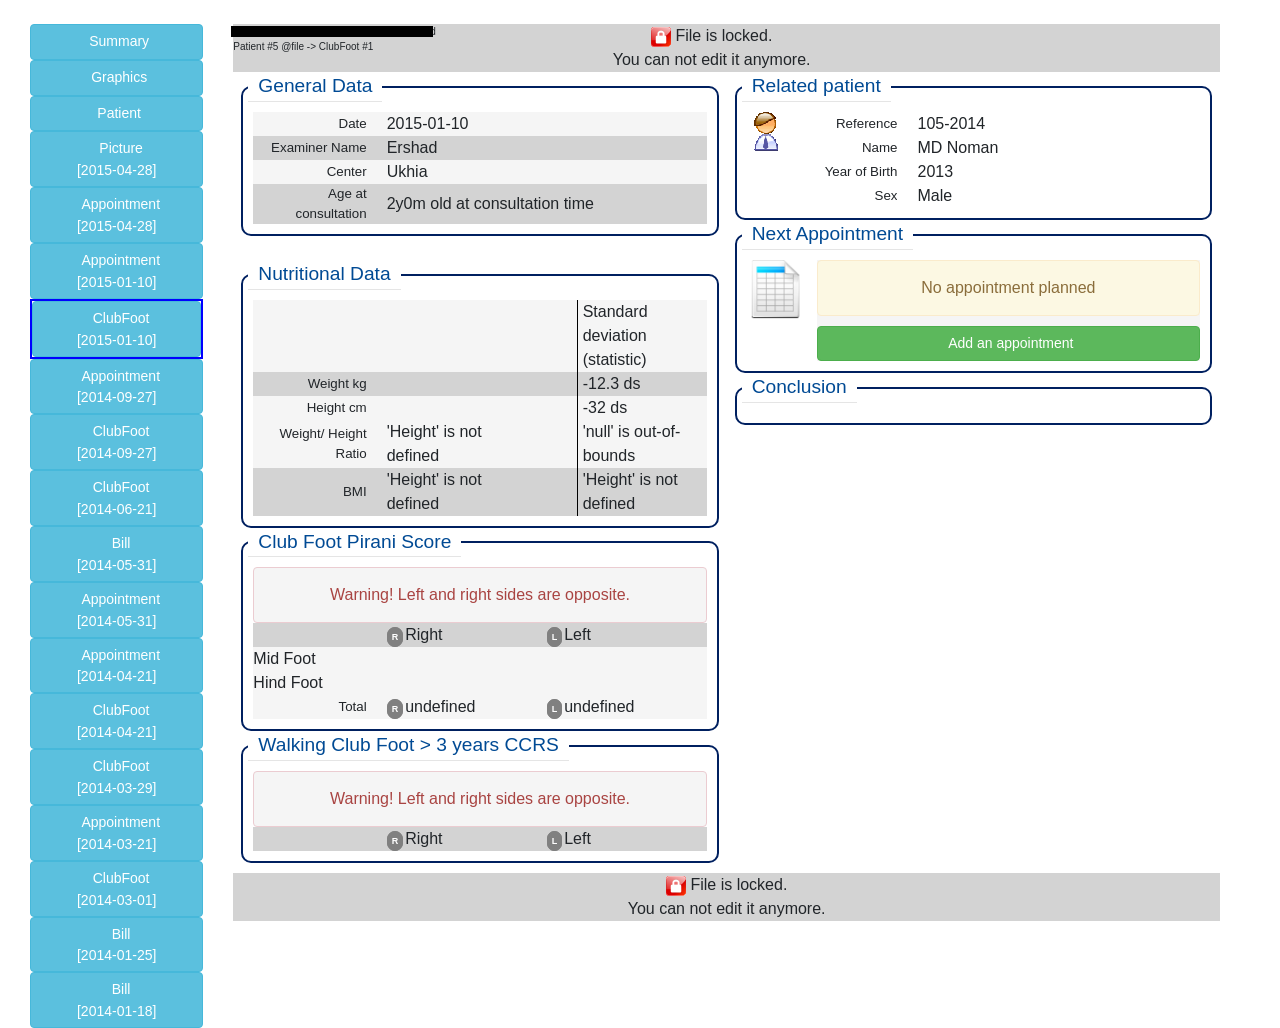 Summary
Graphics
Patient
Picture
[2015-04-28]
Appointment
[2015-04-28]
Appointment
[2015-01-10]
ClubFoot
[2015-01-10]
Appointment
[2014-09-27]
ClubFoot
[2014-09-27]
ClubFoot
[2014-06-21]
Bill
[2014-05-31]
Appointment
[2014-05-31]
Appointment
[2014-04-21]
ClubFoot
[2014-04-21]
ClubFoot
[2014-03-29]
Appointment
[2014-03-21]
ClubFoot
[2014-03-01]
Bill
[2014-01-25]
Bill
[2014-01-18]
Patient #5 @file -> ClubFoot #1
File is locked.
You can not edit it anymore.
General Data
Date 2015-01-10
Examiner Name Ershad
Center Ukhia
Age at
consultation
2y0m old at consultation time
Nutritional Data
Standard
deviation
(statistic)
Weight kg -12.3 ds
Height cm -32 ds
Weight/ Height
Ratio
'Height' is not
defined
'null' is out-of-
bounds
BMI
'Height' is not
defined
'Height' is not
defined
Club Foot Pirani Score
Warning! Left and right sides are opposite.
R Right L Left
Mid Foot
Hind Foot
Total R undefined L undefined
Walking Club Foot > 3 years CCRS
Warning! Left and right sides are opposite.
R Right L Left
Related patient
Reference 105-2014
Name MD Noman
Year of Birth 2013
Sex Male
Next Appointment
No appointment planned
Add an appointment
Conclusion
File is locked.
You can not edit it anymore.